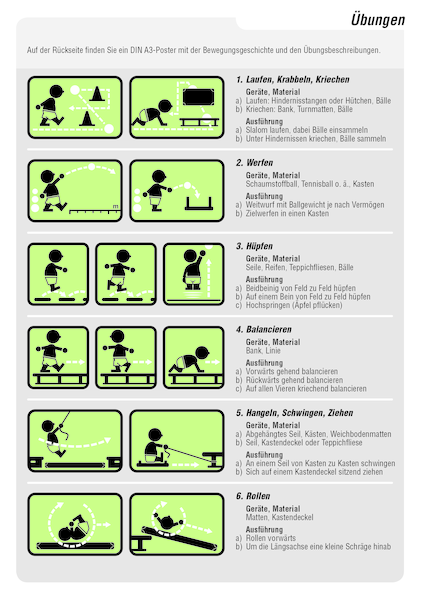 Übungen
Auf der Rückseite finden Sie ein DIN A3-Poster mit der Bewegungsgeschichte und den Übungsbeschreibungen.
1. Laufen, Krabbeln, Kriechen
Geräte, Material
a) Laufen: Hindernisstangen oder Hütchen, Bälle
b) Kriechen: Bank, Turnmatten, Bälle
Ausführung
a) Slalom laufen, dabei Bälle einsammeln
b) Unter Hindernissen kriechen, Bälle sammeln
m
2. Werfen
Geräte, Material
Schaumstoffball, Tennisball o. ä., Kasten
Ausführung
a) Weitwurf mit Ballgewicht je nach Vermögen
b) Zielwerfen in einen Kasten
3. Hüpfen
Geräte, Material
Seile, Reifen, Teppichfliesen, Bälle
Ausführung
a) Beidbeinig von Feld zu Feld hüpfen
b) Auf einem Bein von Feld zu Feld hüpfen
c) Hochspringen (Äpfel pflücken)
4. Balancieren
Geräte, Material
Bank, Linie
Ausführung
a) Vorwärts gehend balancieren
b) Rückwärts gehend balancieren
c) Auf allen Vieren kriechend balancieren
5. Hangeln, Schwingen, Ziehen
Geräte, Material
a) Abgehängtes Seil, Kästen, Weichbodenmatten
b) Seil, Kastendeckel oder Teppichfliese
Ausführung
a) An einem Seil von Kasten zu Kasten schwingen
b) Sich auf einem Kastendeckel sitzend ziehen
6. Rollen
Geräte, Material
Matten, Kastendeckel
Ausführung
a) Rollen vorwärts
b) Um die Längsachse eine kleine Schräge hinab